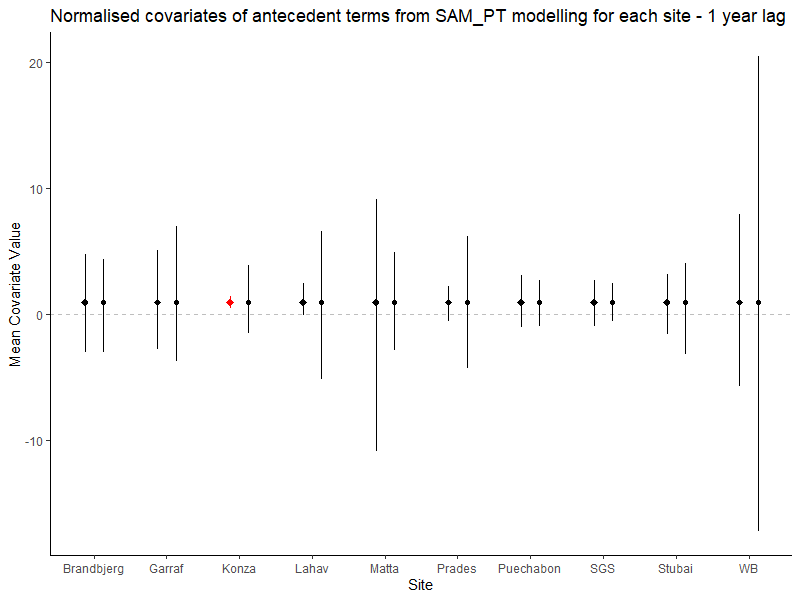 Normalised covariates of antecedent terms from SAM_PT modelling for each site - 1 year lag
Mean Covariate Value
20
10
0
-10
Brandbjerg Garraf Konza Lahav Matta Prades Puechabon SGS Stubai WB
Site